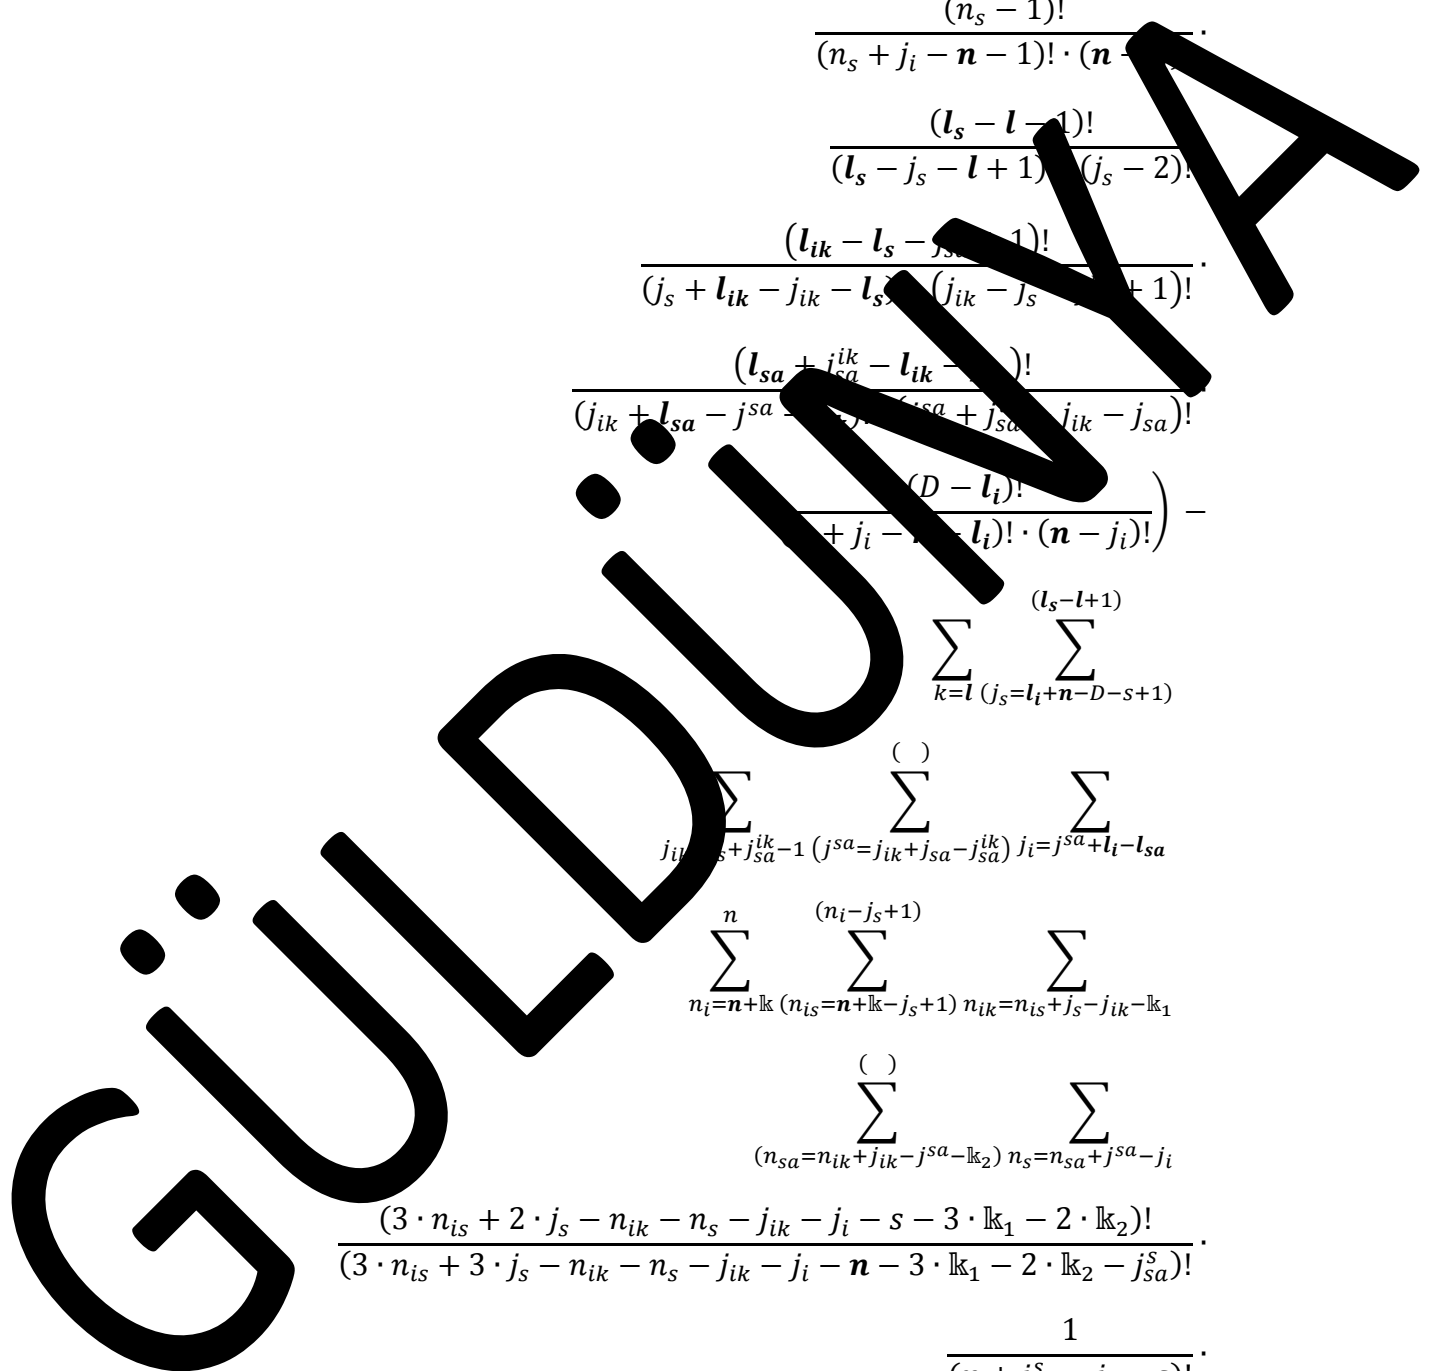 (n_s − 1)!
(n_s + j_i − n − 1)! · (n ·
(l_s − l − 1)!
(l_s − j_s − l + 1) (j_s − 2)!
(l_ik − l_s − 1)!
(j_s + l_ik − j_ik − l_s) (j_ik − j_s + 1)! ·
(l_sa + j_sa^ik − l_ik − )!
(j_ik + l_sa − j^sa + j_sa j_ik − j_sa)!
(D − l_i)!
+ j_i − l_i)! · (n − j_i)!) −
(l_s−l+1)
∑ ∑
k=l (j_s=l_i+n−D−s+1)
( )
∑ ∑ ∑
+j_sa^ik−1 (j^sa=j_ik+j_sa−j_sa^ik) j_i=j^sa+l_i−l_sa
n (n_i−j_s+1)
∑ ∑ ∑
n_i=n+𝕜 (n_is=n+𝕜−j_s+1) n_ik=n_is+j_s−j_ik−𝕜_1
( )
∑ ∑
(n_sa=n_ik+j_ik−j^sa−𝕜_2) n_s=n_sa+j^sa−j_i
(3 · n_is + 2 · j_s − n_ik − n_s − j_ik − j_i − s − 3 · 𝕜_1 − 2 · 𝕜_2)!
(3 · n_is + 3 · j_s − n_ik − n_s − j_ik − j_i − n − 3 · 𝕜_1 − 2 · 𝕜_2 − j_sa^s)! ·
1
GÜLDÜNYA